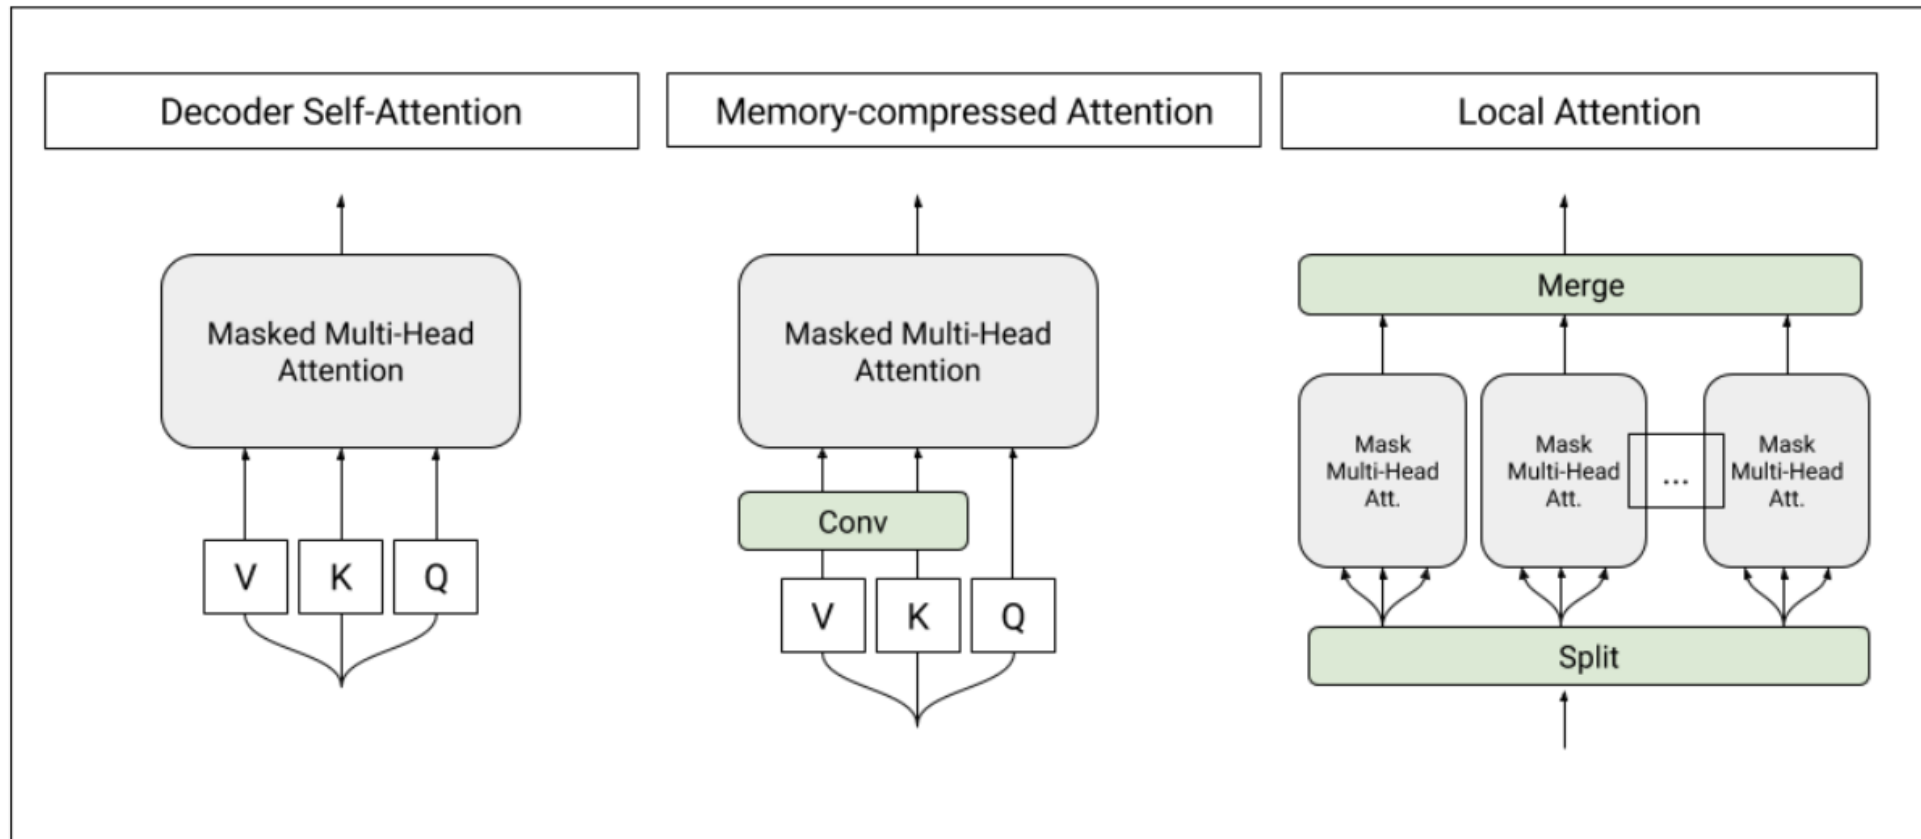 Decoder Self-Attention
Masked Multi-Head
Attention
V K Q
Memory-compressed Attention
Masked Multi-Head
Attention
Conv
V K Q
Local Attention
Merge
Mask
Multi-Head
Att.
Mask
Multi-Head
Att.
...
Mask
Multi-Head
Att.
Split